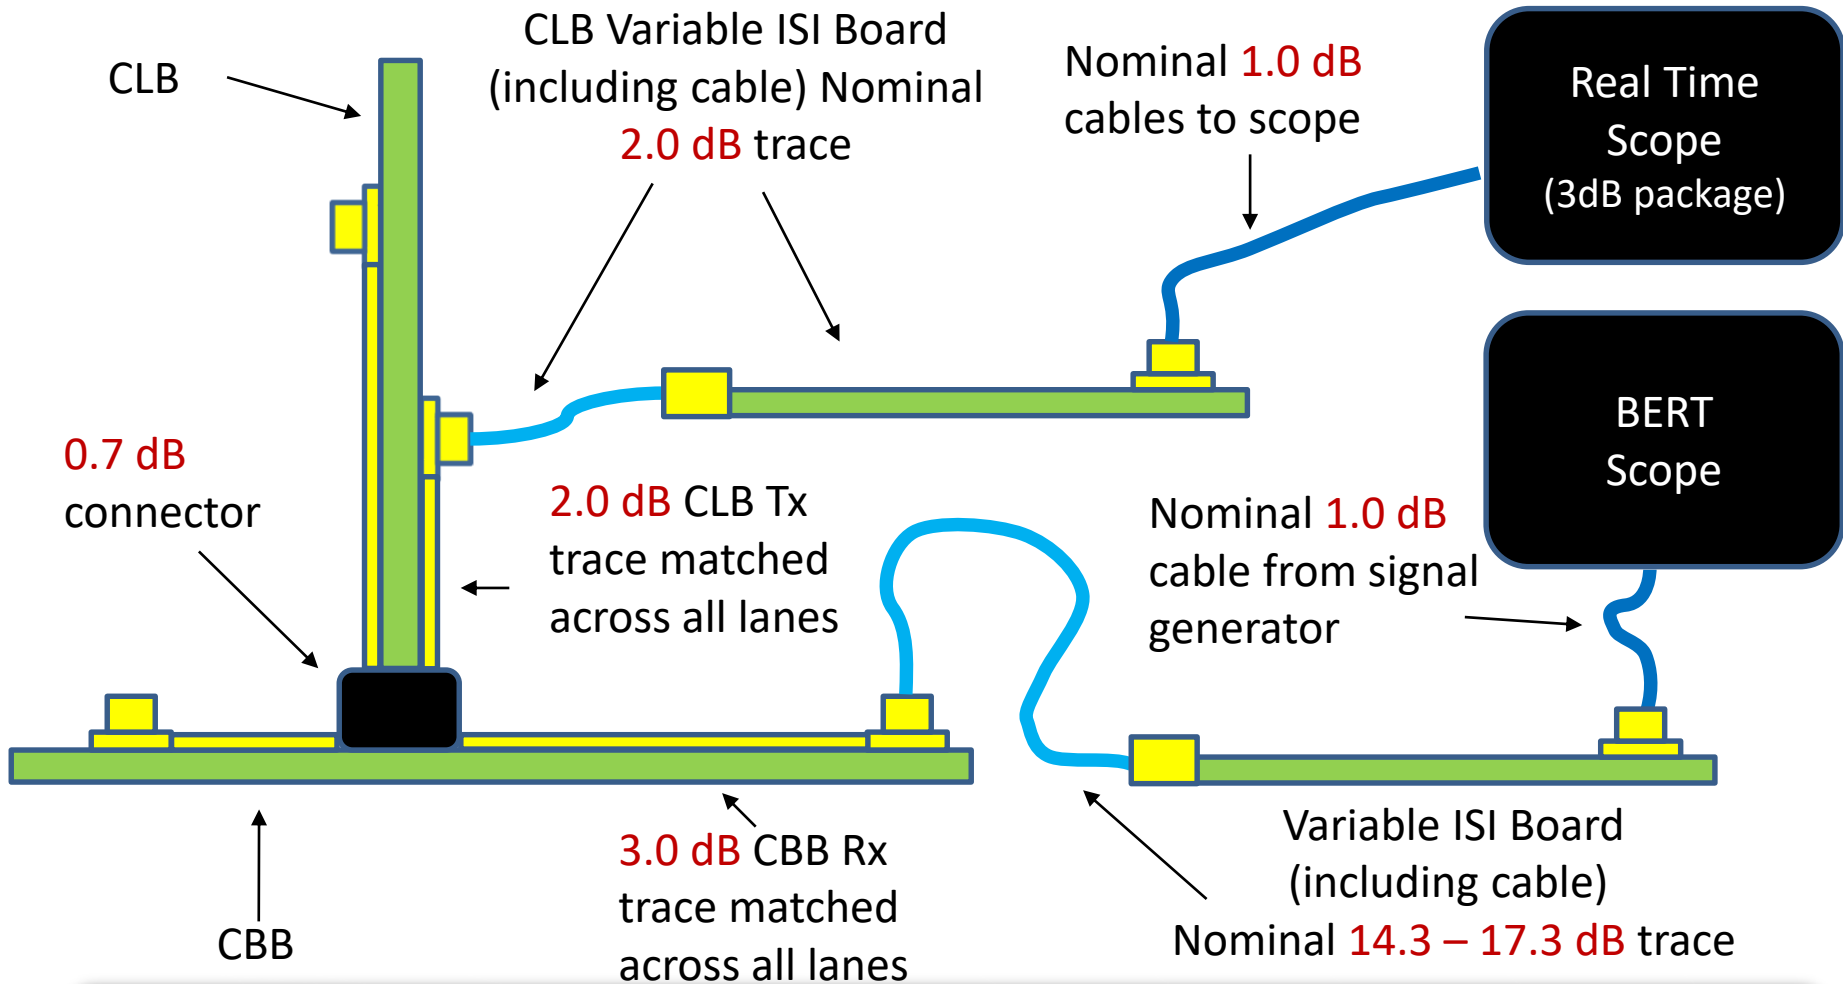 CLB
CLB Variable ISI Board
(including cable) Nominal
2.0 dB trace
Nominal 1.0 dB
cables to scope
Real Time
Scope
(3dB package)
BERT
Scope
0.7 dB
connector
2.0 dB CLB Tx
trace matched
across all lanes
Nominal 1.0 dB
cable from signal
generator
CBB
3.0 dB CBB Rx
trace matched
across all lanes
Variable ISI Board
(including cable)
Nominal 14.3 – 17.3 dB trace